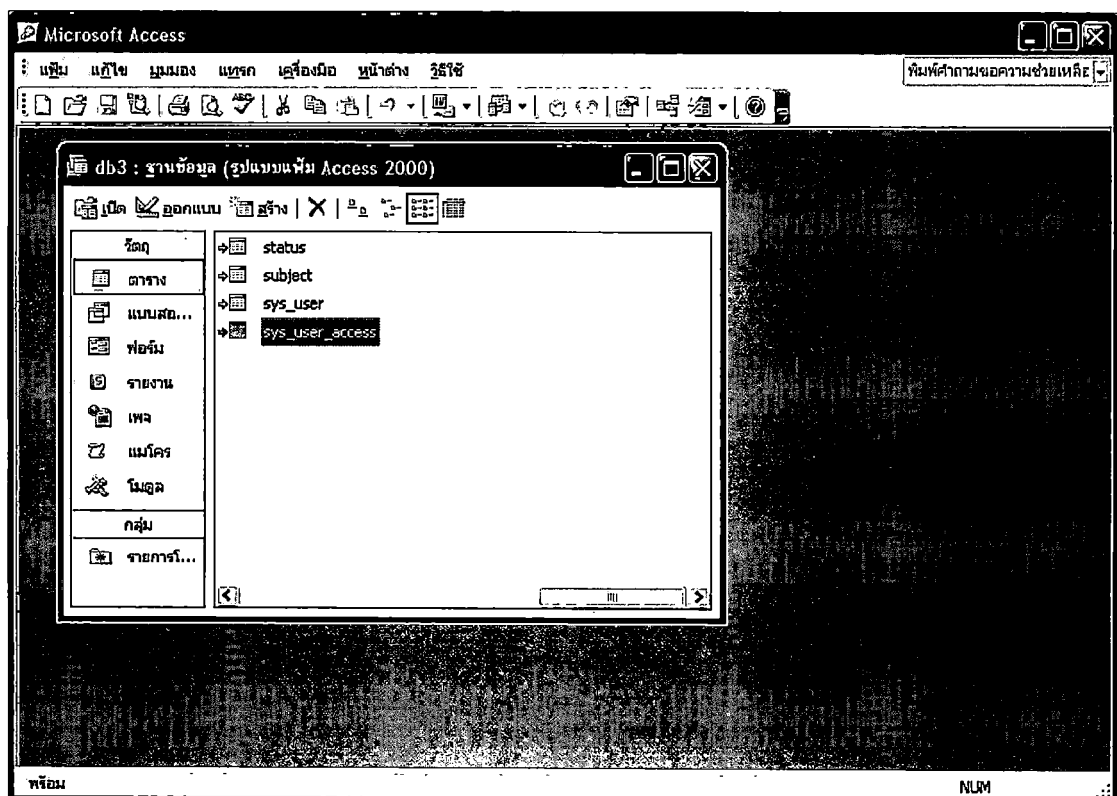 Microsoft Access
แฟ้ม แก้ไข มุมมอง แทรก เครื่องมือ หน้าต่าง วิธีใช้ พิมพ์คำถามขอความช่วยเหลือ
db3 : ฐานข้อมูล (รูปแบบแฟ้ม Access 2000)
เปิด ออกแบบ สร้าง
วัตถุ
ตาราง
แบบสอ...
ฟอร์ม
รายงาน
เพจ
แมโคร
โมดูล
กลุ่ม
รายการโ...
status
subject
sys_user
sys_user_access
พร้อม NUM